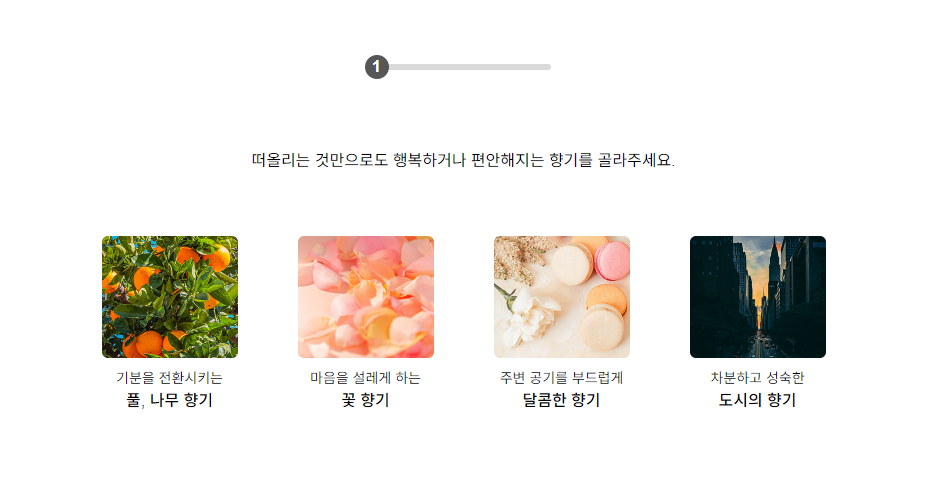 1
떠올리는 것만으로도 행복하거나 편안해지는 향기를 골라주세요.
기분을 전환시키는
풀, 나무 향기
마음을 설레게 하는
꽃 향기
주변 공기를 부드럽게
달콤한 향기
차분하고 성숙한
도시의 향기